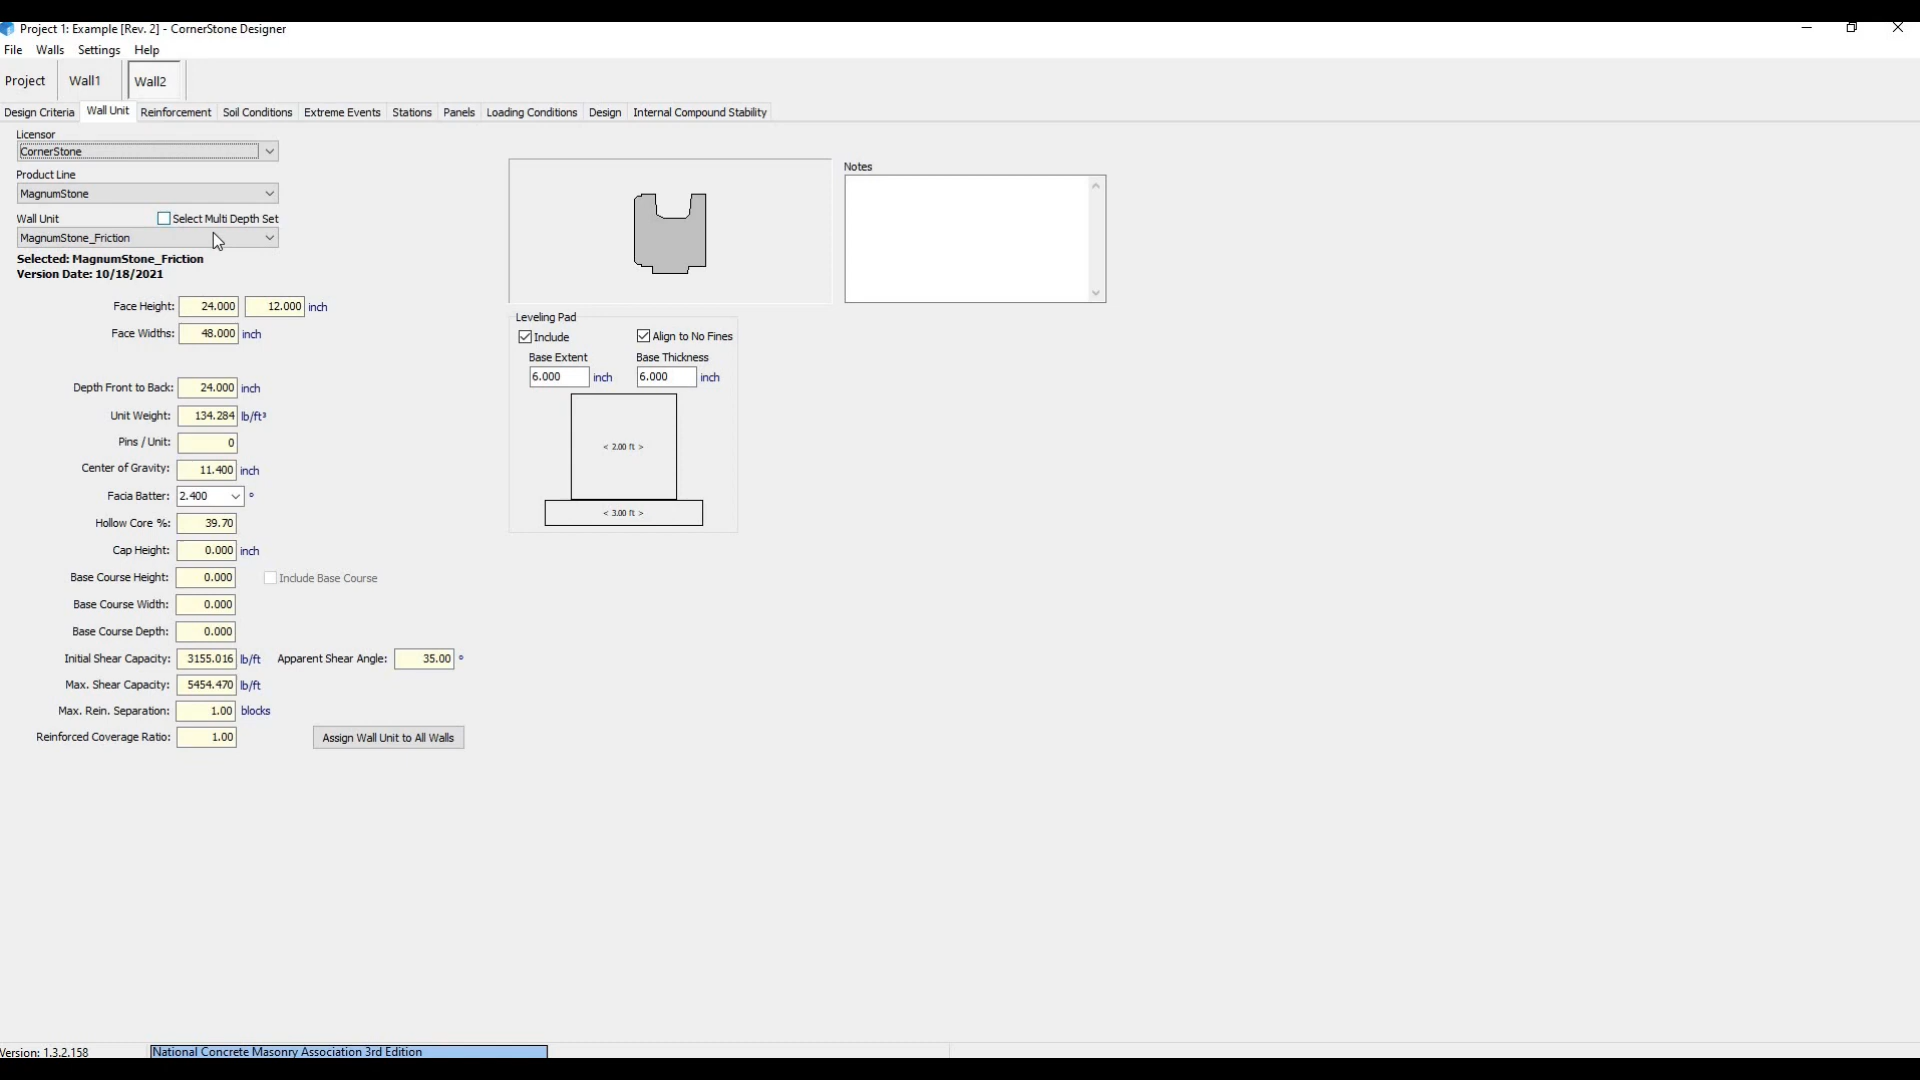 Project 1: Example [Rev. 2] - CornerStone Designer
File Walls Settings Help
Project Wall1 Wall2
Design Criteria Wall Unit Reinforcement Soil Conditions Extreme Events Stations Panels Loading Conditions Design Internal Compound Stability
Licensor
CornerStone
Product Line
MagnumStone
Wall Unit Select Multi Depth Set
MagnumStone_Friction
Selected: MagnumStone_Friction
Version Date: 10/18/2021
Face Height: 24.000 12.000 inch
Face Widths: 48.000 inch
Depth Front to Back: 24.000 inch
Unit Weight: 134.284 lb/ft³
Pins / Unit: 0
Center of Gravity: 11.400 inch
Facia Batter: 2.400 °
Hollow Core %: 39.70
Cap Height: 0.000 inch
Base Course Height: 0.000 Include Base Course
Base Course Width: 0.000
Base Course Depth: 0.000
Initial Shear Capacity: 3155.016 lb/ft Apparent Shear Angle: 35.00 °
Max. Shear Capacity: 5454.470 lb/ft
Max. Rein. Separation: 1.00 blocks
Reinforced Coverage Ratio: 1.00
Assign Wall Unit to All Walls
Leveling Pad
Include Align to No Fines
Base Extent Base Thickness
6.000 inch 6.000 inch
< 2.00 ft >
< 3.00 ft >
Notes
Version: 1.3.2.158 National Concrete Masonry Association 3rd Edition